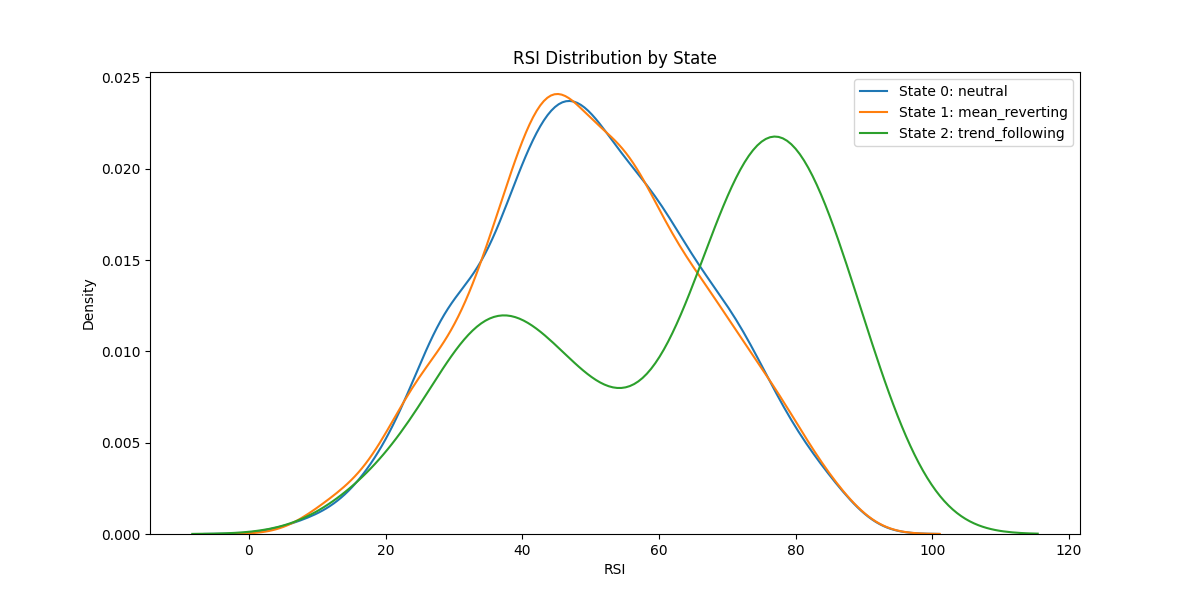 RSI Distribution by State
State 0: neutral
State 1: mean_reverting
State 2: trend_following
Density
0.025
0.020
0.015
0.010
0.005
0.000
0 20 40 60 80 100 120
RSI